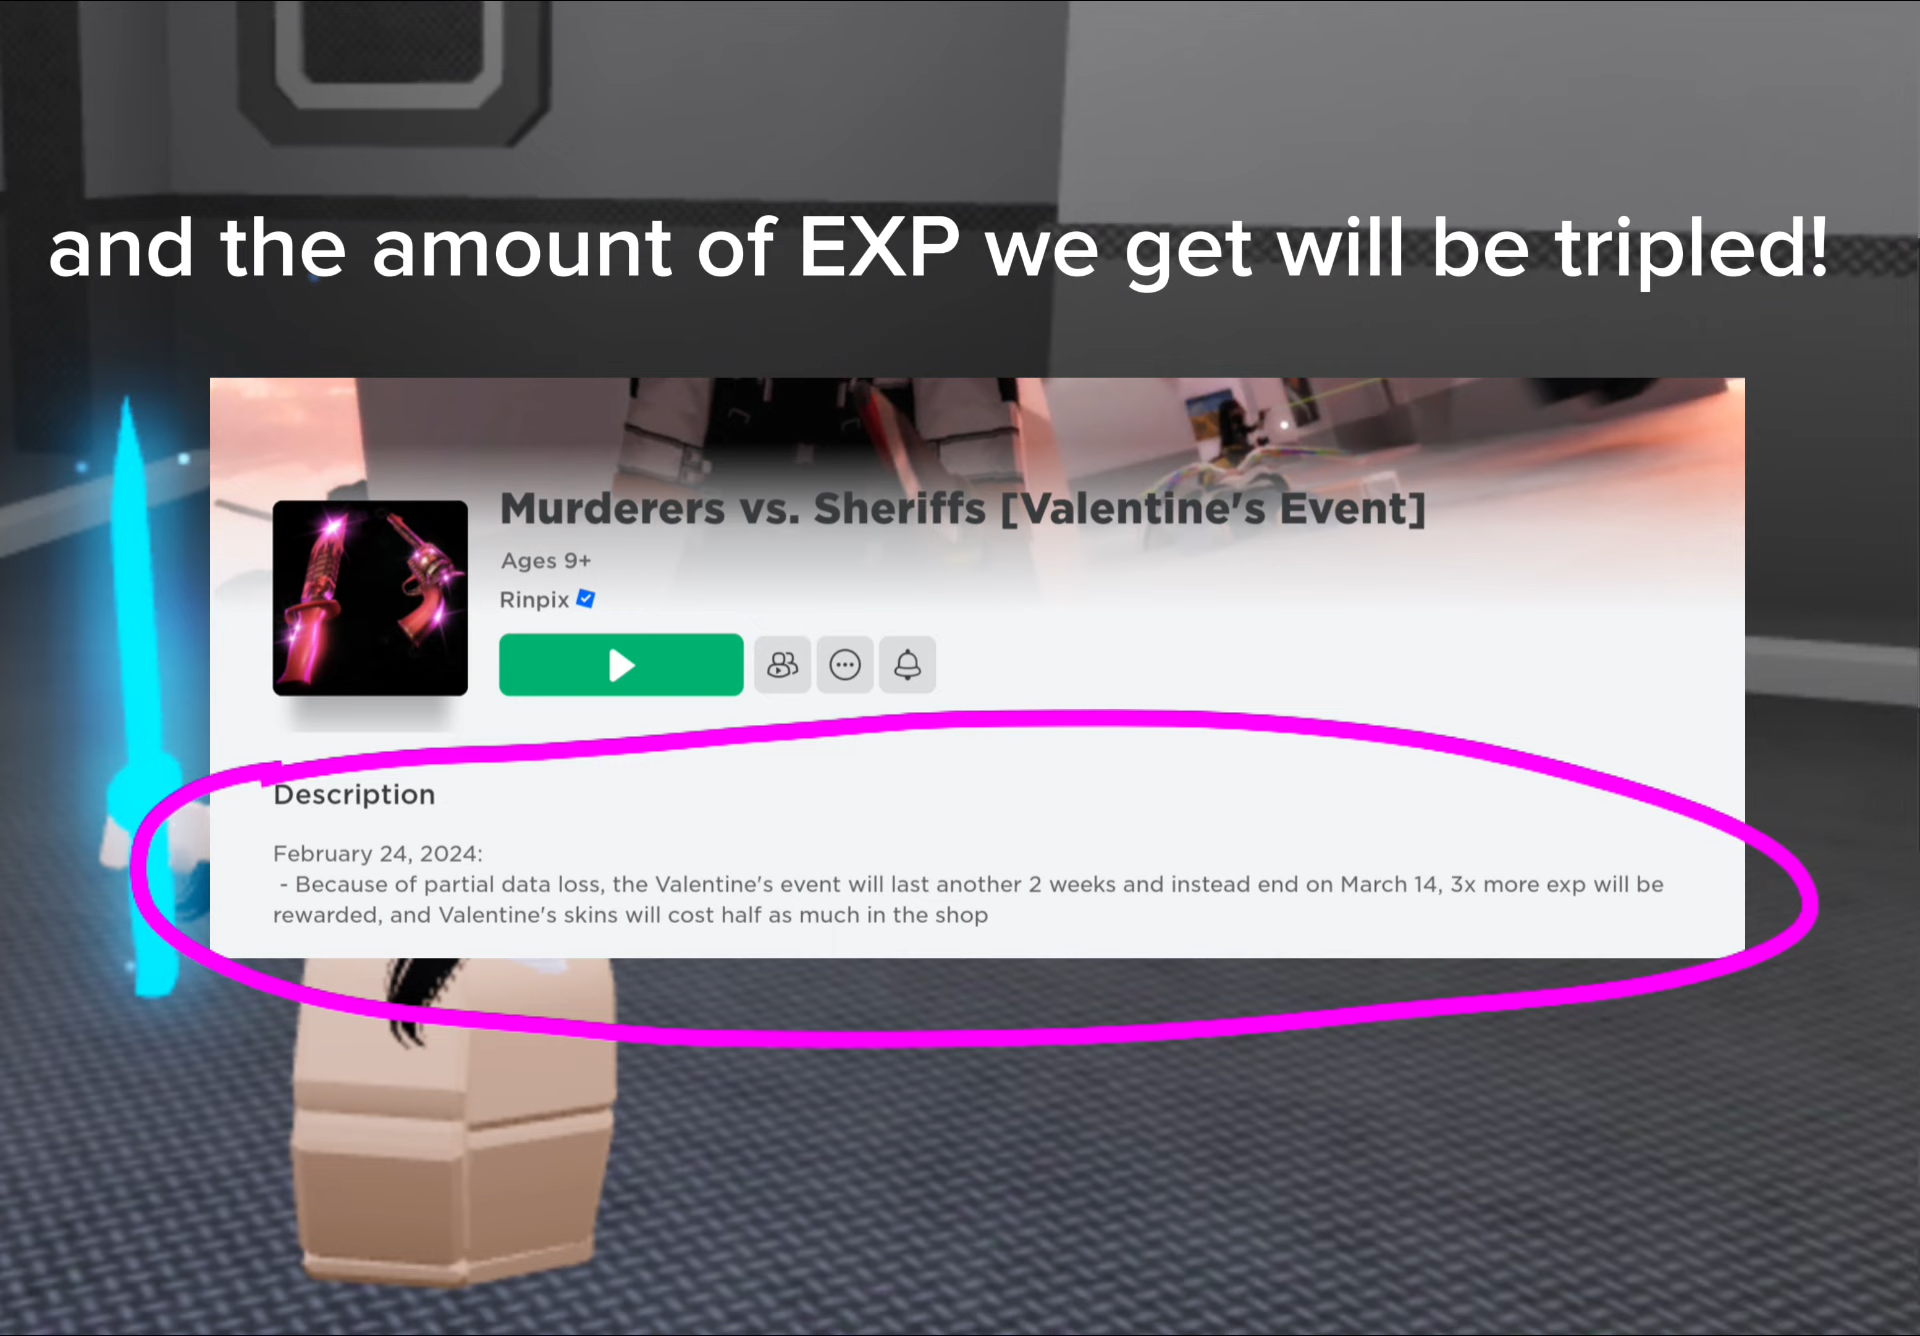 and the amount of EXP we get will be tripled!
Murderers vs. Sheriffs [Valentine's Event]
Ages 9+
Rinpix
Description
February 24, 2024:
- Because of partial data loss, the Valentine's event will last another 2 weeks and instead end on March 14, 3x more exp will be
rewarded, and Valentine's skins will cost half as much in the shop